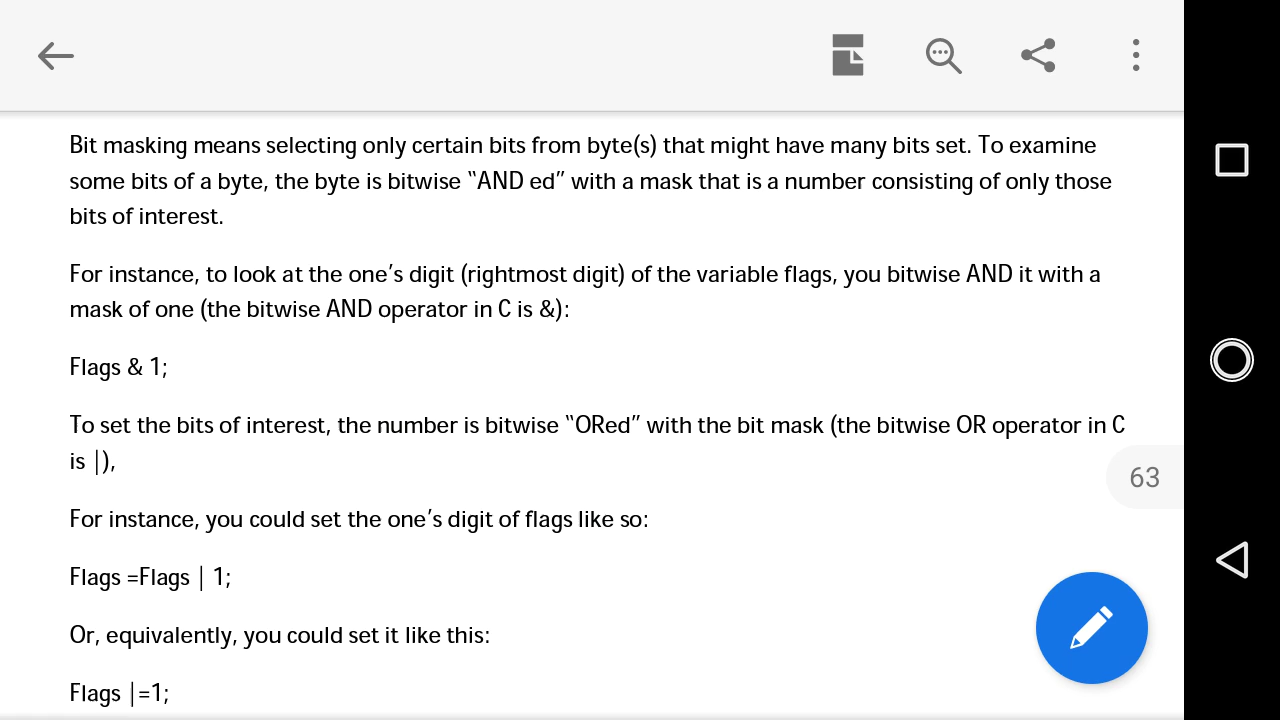 Bit masking means selecting only certain bits from byte(s) that might have many bits set. To examine
some bits of a byte, the byte is bitwise “AND ed” with a mask that is a number consisting of only those
bits of interest.
For instance, to look at the one’s digit (rightmost digit) of the variable flags, you bitwise AND it with a
mask of one (the bitwise AND operator in C is &):
Flags & 1;
To set the bits of interest, the number is bitwise “ORed” with the bit mask (the bitwise OR operator in C
is |),
63
For instance, you could set the one’s digit of flags like so:
Flags =Flags | 1;
Or, equivalently, you could set it like this:
Flags |=1;